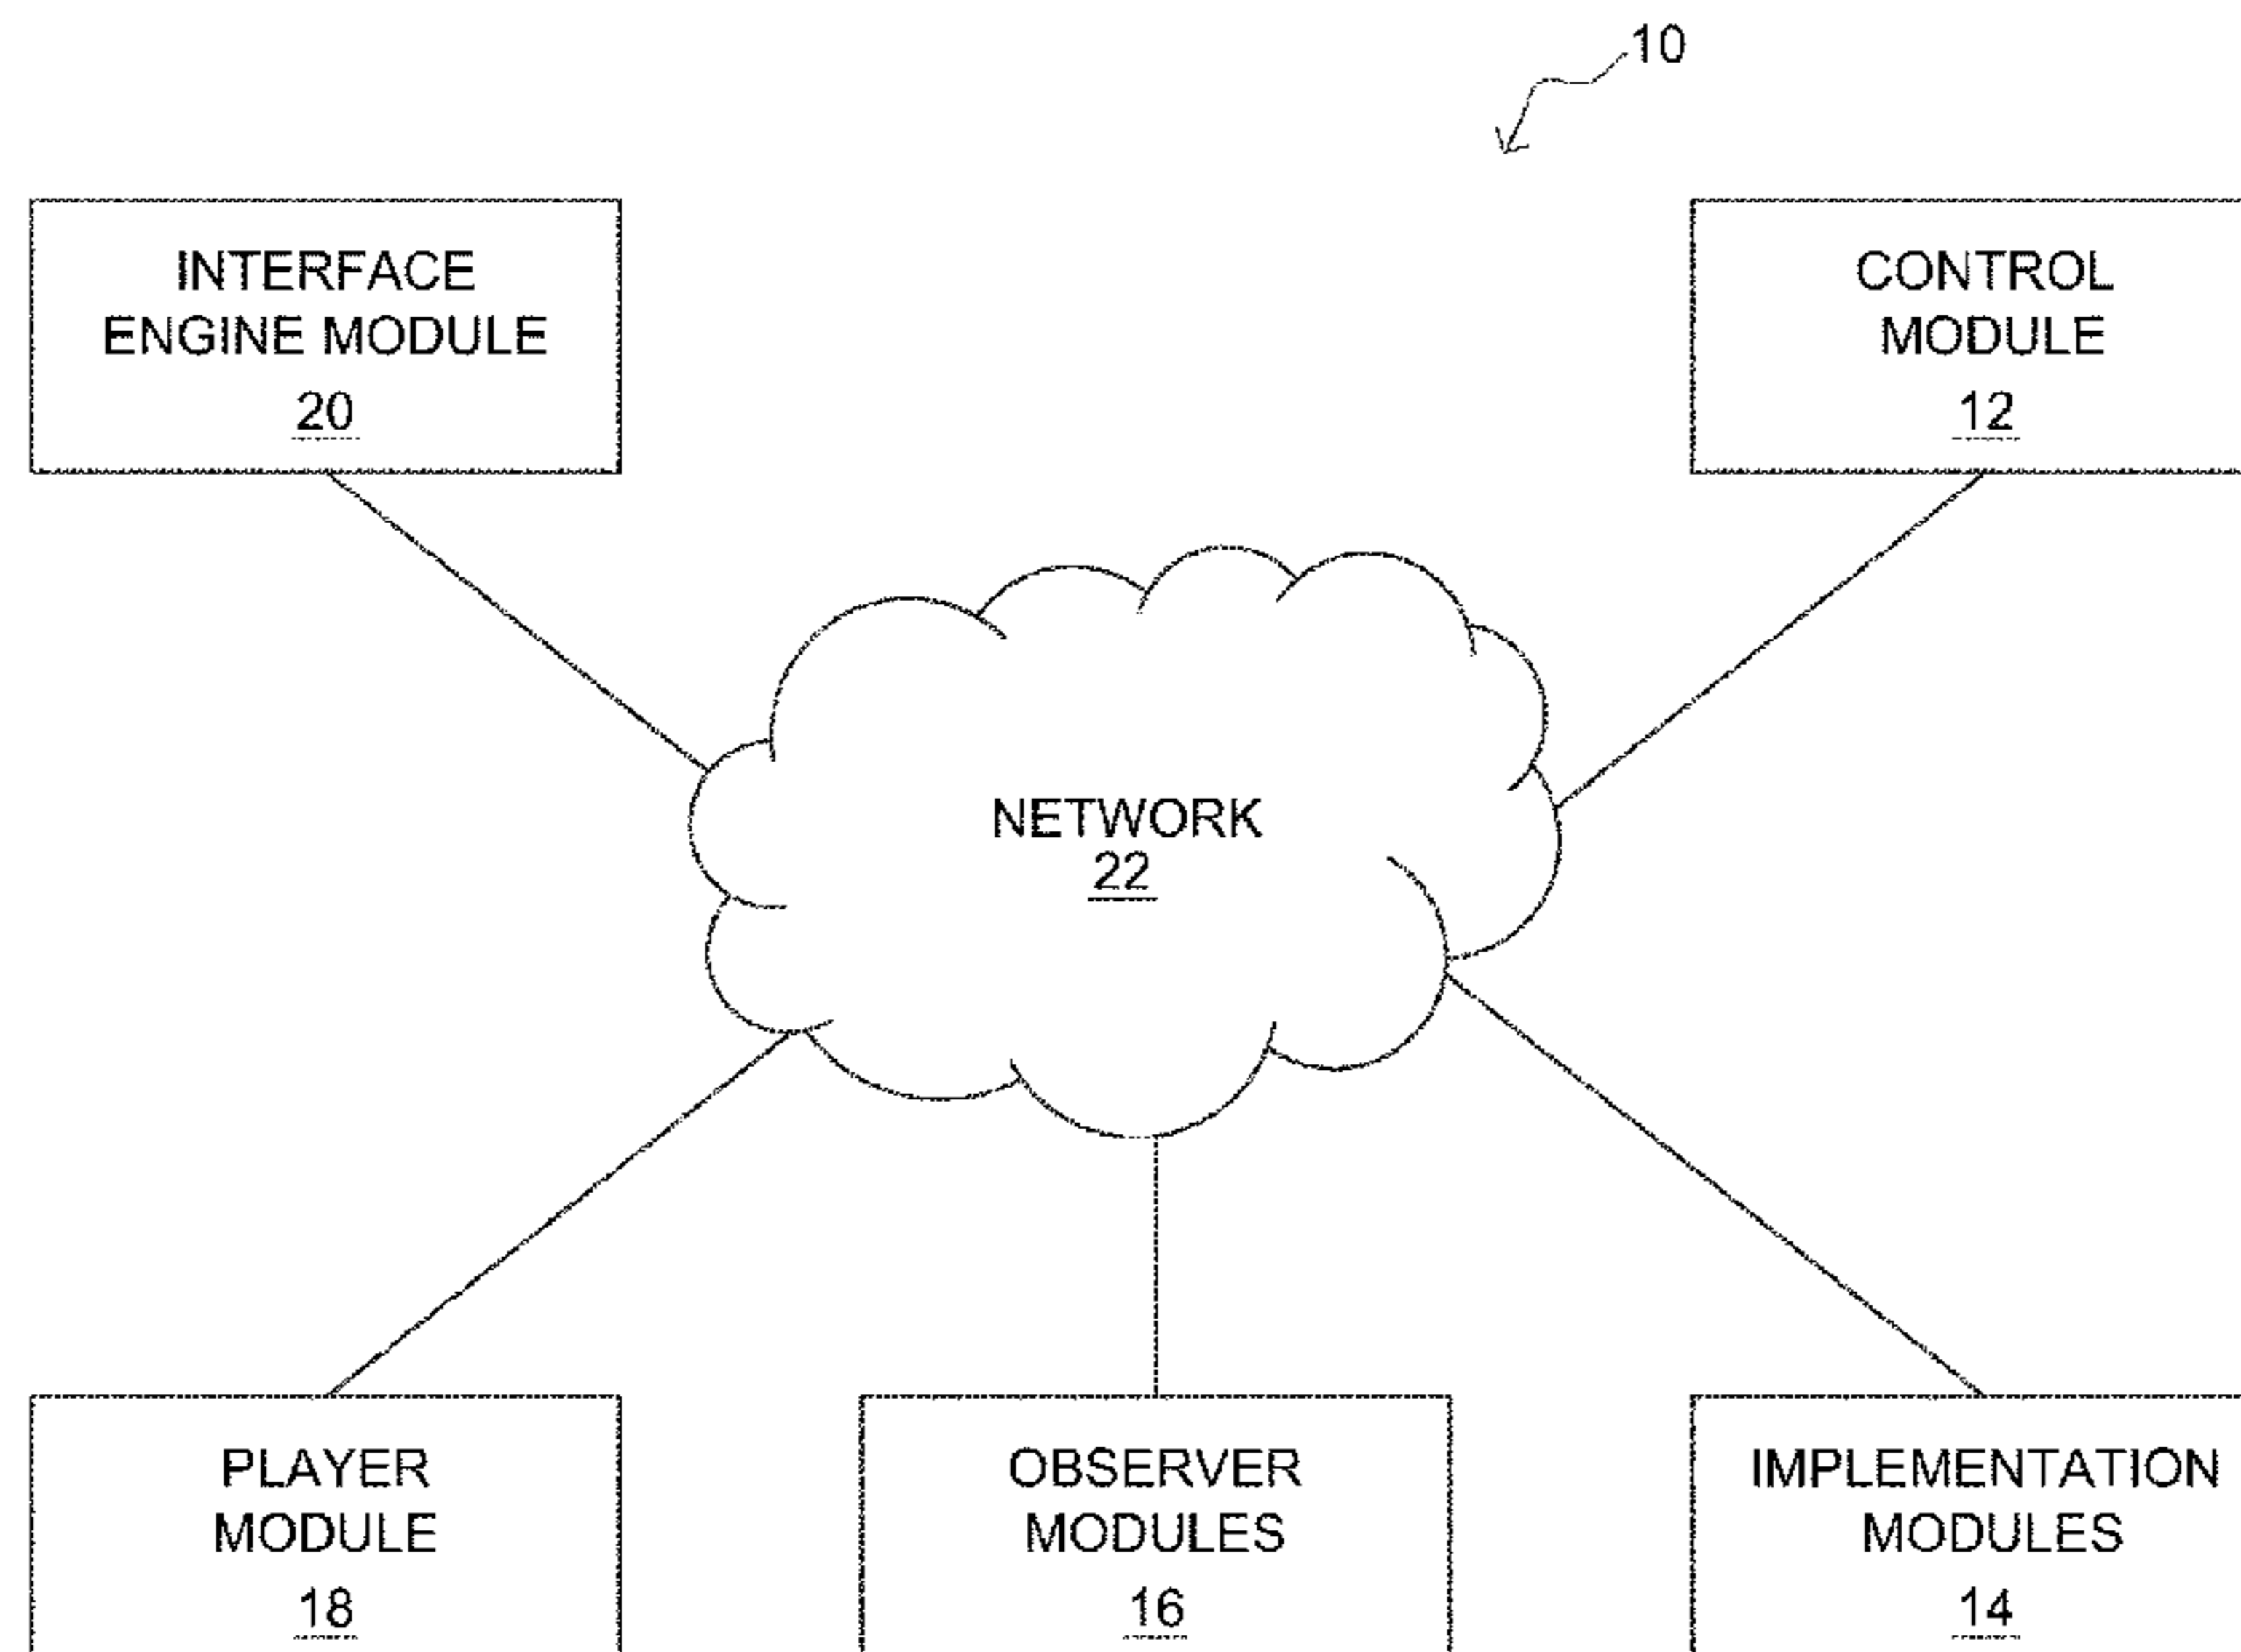 10
INTERFACE
ENGINE MODULE
20
CONTROL
MODULE
12
NETWORK
22
PLAYER
MODULE
18
OBSERVER
MODULES
16
IMPLEMENTATION
MODULES
14